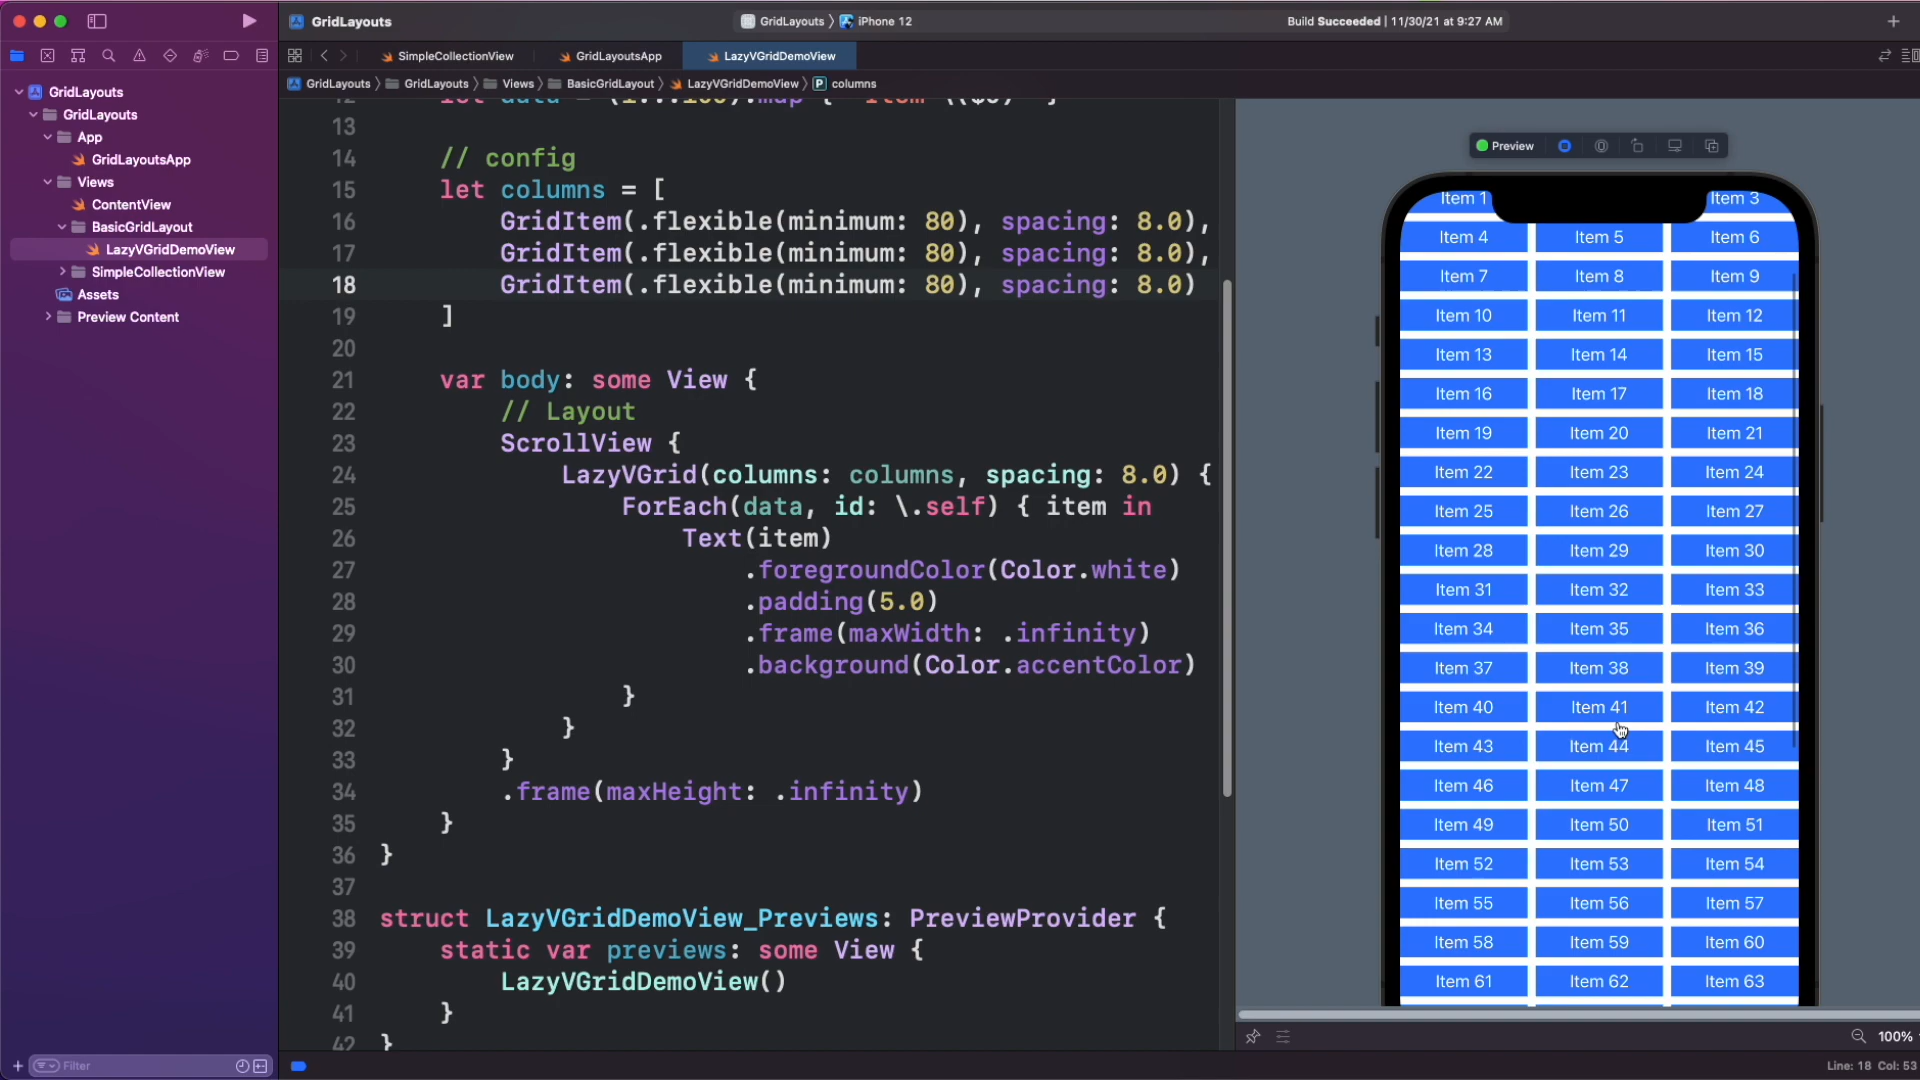 GridLayouts
GridLayouts
iPhone 12
Build Succeeded | 11/30/21 at 9:27 AM
SimpleCollectionView
GridLayoutsApp
LazyVGridDemoView
GridLayouts
GridLayouts
Views
BasicGridLayout
LazyVGridDemoView
P columns
GridLayouts
GridLayouts
App
GridLayoutsApp
Views
ContentView
BasicGridLayout
LazyVGridDemoView
SimpleCollectionView
Assets
Preview Content
Filter
13
14 // config
15 let columns = [
16 GridItem(.flexible(minimum: 80), spacing: 8.0),
17 GridItem(.flexible(minimum: 80), spacing: 8.0),
18 GridItem(.flexible(minimum: 80), spacing: 8.0)
19 ]
20
21 var body: some View {
22 // Layout
23 ScrollView {
24 LazyVGrid(columns: columns, spacing: 8.0) {
25 ForEach(data, id: \.self) { item in
26 Text(item)
27 .foregroundColor(Color.white)
28 .padding(5.0)
29 .frame(maxWidth: .infinity)
30 .background(Color.accentColor)
31 }
32 }
33 }
34 .frame(maxHeight: .infinity)
35 }
36 }
37
38 struct LazyVGridDemoView_Previews: PreviewProvider {
39 static var previews: some View {
40 LazyVGridDemoView()
41 }
42 }
Preview
Item 1 Item 3
Item 4 Item 5 Item 6
Item 7 Item 8 Item 9
Item 10 Item 11 Item 12
Item 13 Item 14 Item 15
Item 16 Item 17 Item 18
Item 19 Item 20 Item 21
Item 22 Item 23 Item 24
Item 25 Item 26 Item 27
Item 28 Item 29 Item 30
Item 31 Item 32 Item 33
Item 34 Item 35 Item 36
Item 37 Item 38 Item 39
Item 40 Item 41 Item 42
Item 43 Item 44 Item 45
Item 46 Item 47 Item 48
Item 49 Item 50 Item 51
Item 52 Item 53 Item 54
Item 55 Item 56 Item 57
Item 58 Item 59 Item 60
Item 61 Item 62 Item 63
100%
Line: 18 Col: 53